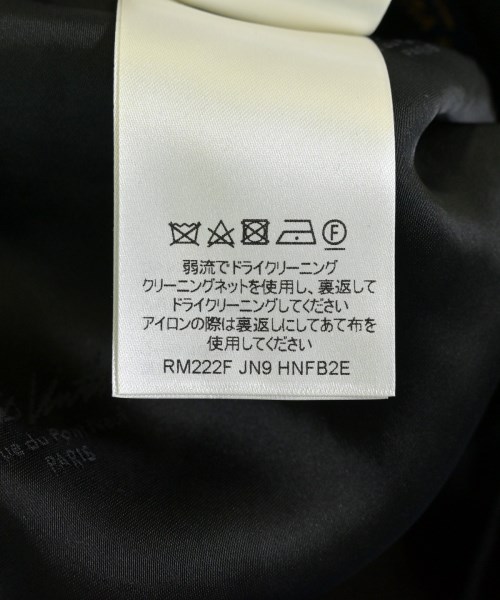 F
弱流でドライクリーニング
クリーニングネットを使用し、裏返して
ドライクリーニングしてください
アイロンの際は裏返しにしてあて布を
使用してください
RM222F JN9 HNFB2E
PARIS